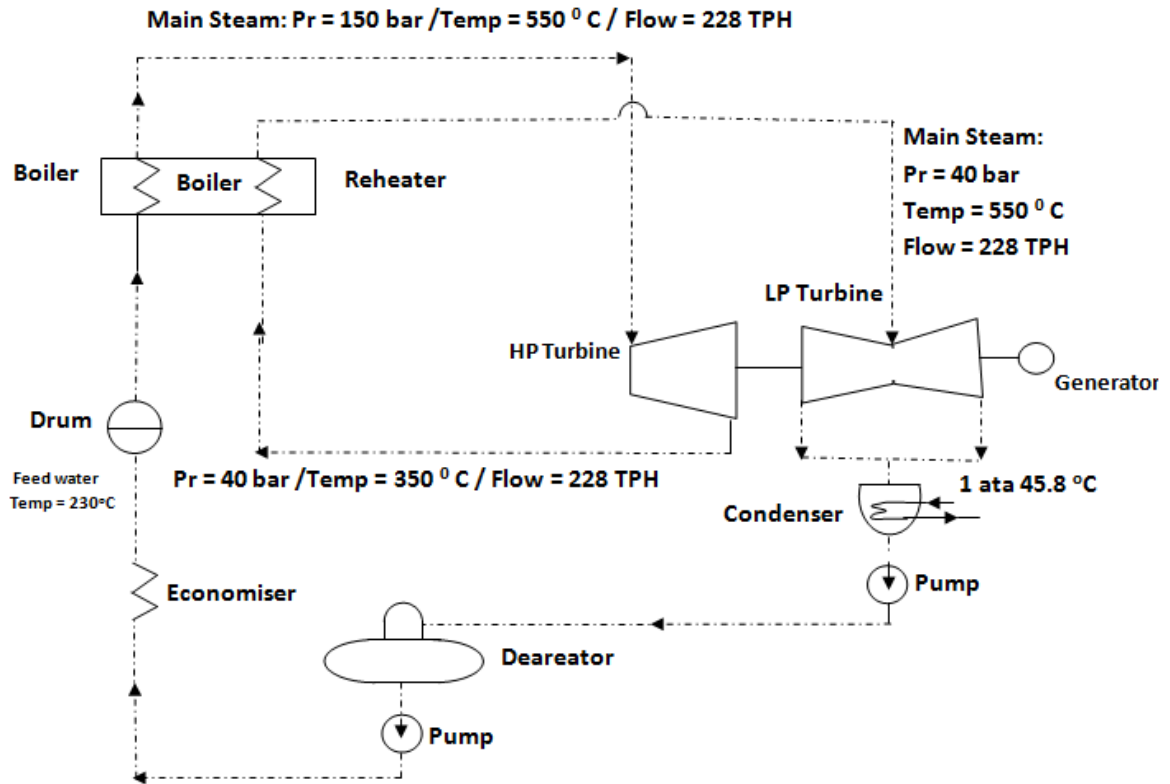 Main Steam: Pr = 150 bar /Temp = 550 ⁰ C / Flow = 228 TPH
Main Steam:
Pr = 40 bar
Temp = 550 ⁰ C
Flow = 228 TPH
Boiler
Boiler
Reheater
LP Turbine
HP Turbine
Generator
Drum
Feed water
Temp = 230ᵒC
Pr = 40 bar /Temp = 350 ⁰ C / Flow = 228 TPH
1 ata 45.8 ᵒC
Condenser
Economiser
Pump
Deareator
Pump